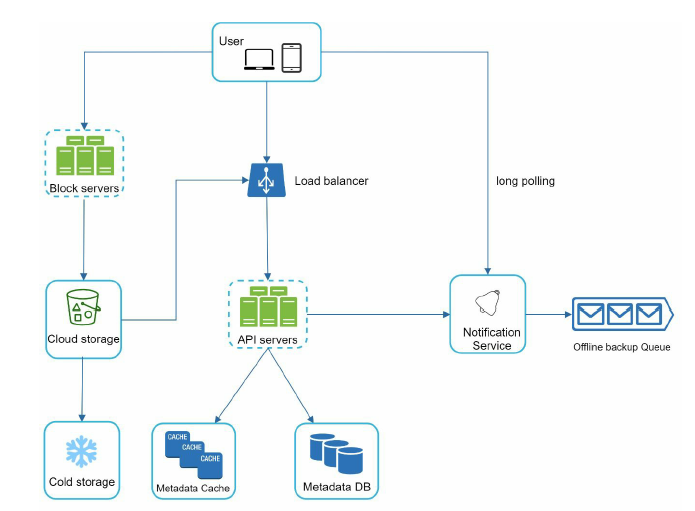 User
Block servers
Load balancer
long polling
Cloud storage
API servers
Notification
Service
Offline backup Queue
Cold storage
CACHE
CACHE
CACHE
Metadata Cache
Metadata DB